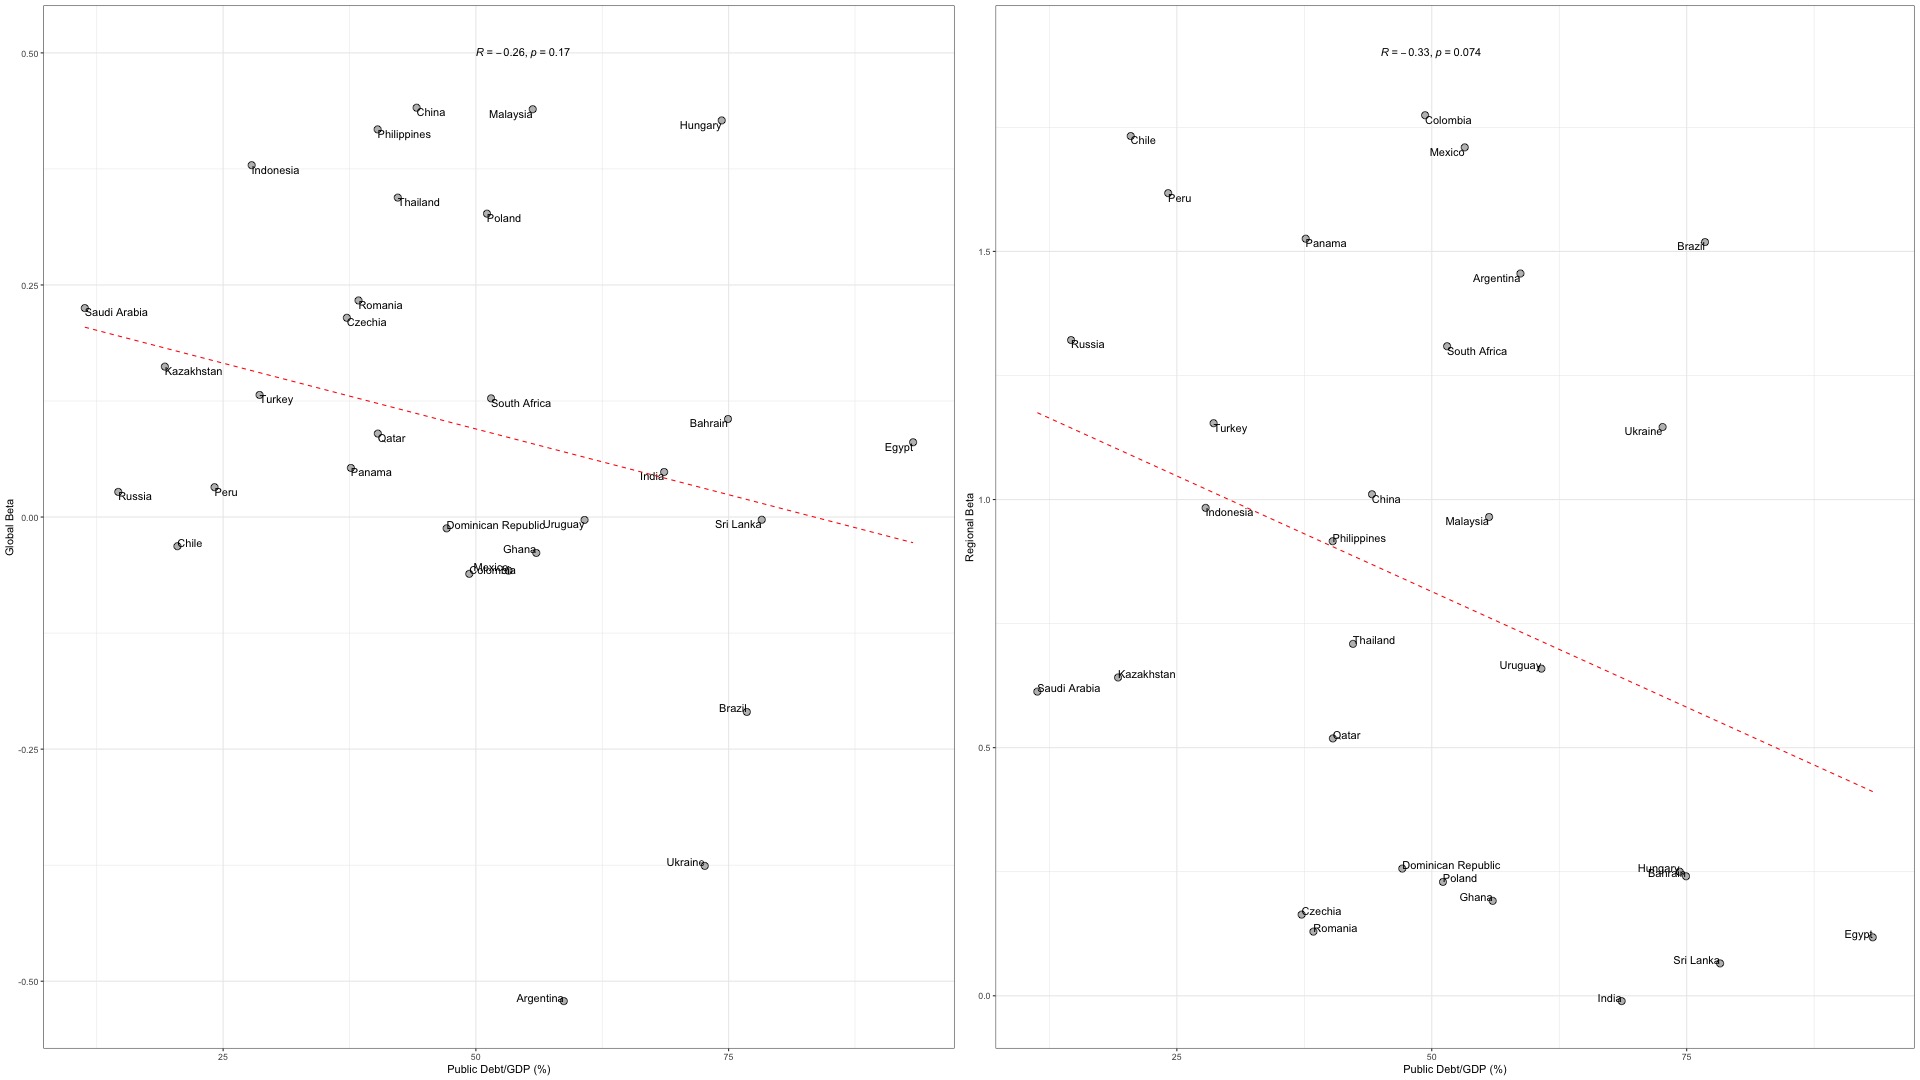 R = −0.26, p = 0.17
0.50
China
Malaysia
Philippines
Hungary
Indonesia
Thailand
Poland
0.25
Romania
Saudi Arabia
Czechia
Kazakhstan
Turkey
South Africa
Bahrain
Qatar
Egypt
Panama
India
Peru
Russia
0.00
Dominican Republic
Uruguay
Sri Lanka
Chile
Ghana
Mexico
Colombia
Brazil
-0.25
Ukraine
-0.50
Argentina
25
50
75
Public Debt/GDP (%)
Global Beta
R = −0.33, p = 0.074
Colombia
Chile
Mexico
Peru
Panama
Brazil
1.5
Argentina
Russia
South Africa
Turkey
Ukraine
China
1.0
Indonesia
Malaysia
Philippines
Thailand
Uruguay
Kazakhstan
Saudi Arabia
Qatar
0.5
Dominican Republic
Hungary
Bahrain
Poland
Ghana
Czechia
Romania
Egypt
Sri Lanka
0.0
India
25
50
75
Public Debt/GDP (%)
Regional Beta